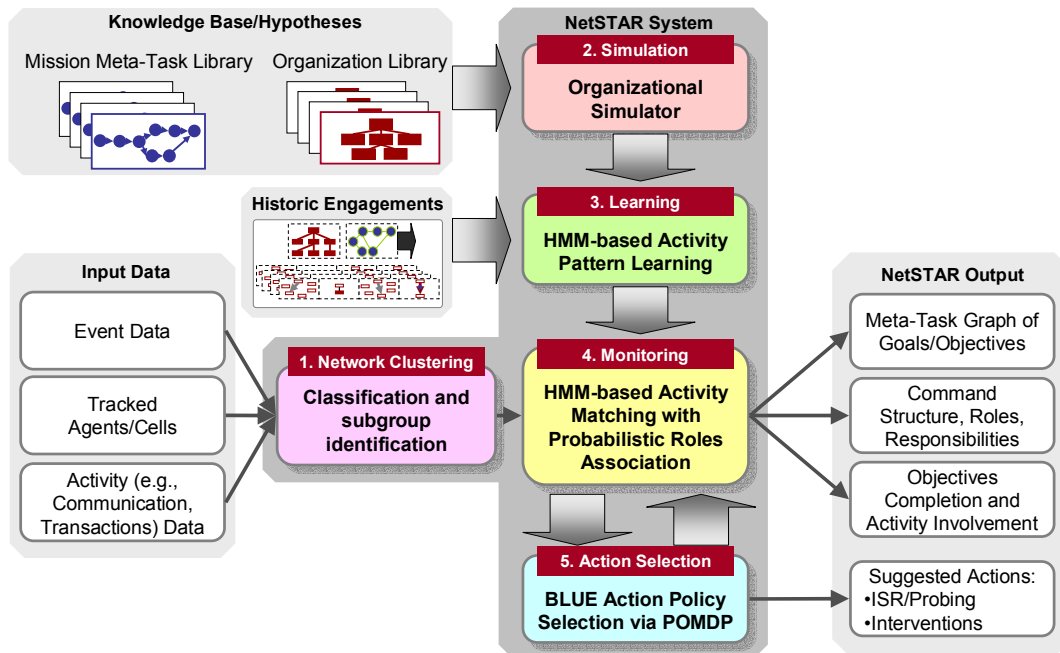 Knowledge Base/Hypotheses
Mission Meta-Task Library
Organization Library
NetSTAR System
2. Simulation
Organizational
Simulator
Historic Engagements
3. Learning
HMM-based Activity
Pattern Learning
Input Data
Event Data
Tracked
Agents/Cells
Activity (e.g.,
Communication,
Transactions) Data
1. Network Clustering
Classification and
subgroup
identification
4. Monitoring
HMM-based Activity
Matching with
Probabilistic Roles
Association
5. Action Selection
BLUE Action Policy
Selection via POMDP
NetSTAR Output
Meta-Task Graph of
Goals/Objectives
Command
Structure, Roles,
Responsibilities
Objectives
Completion and
Activity Involvement
Suggested Actions:
•ISR/Probing
•Interventions